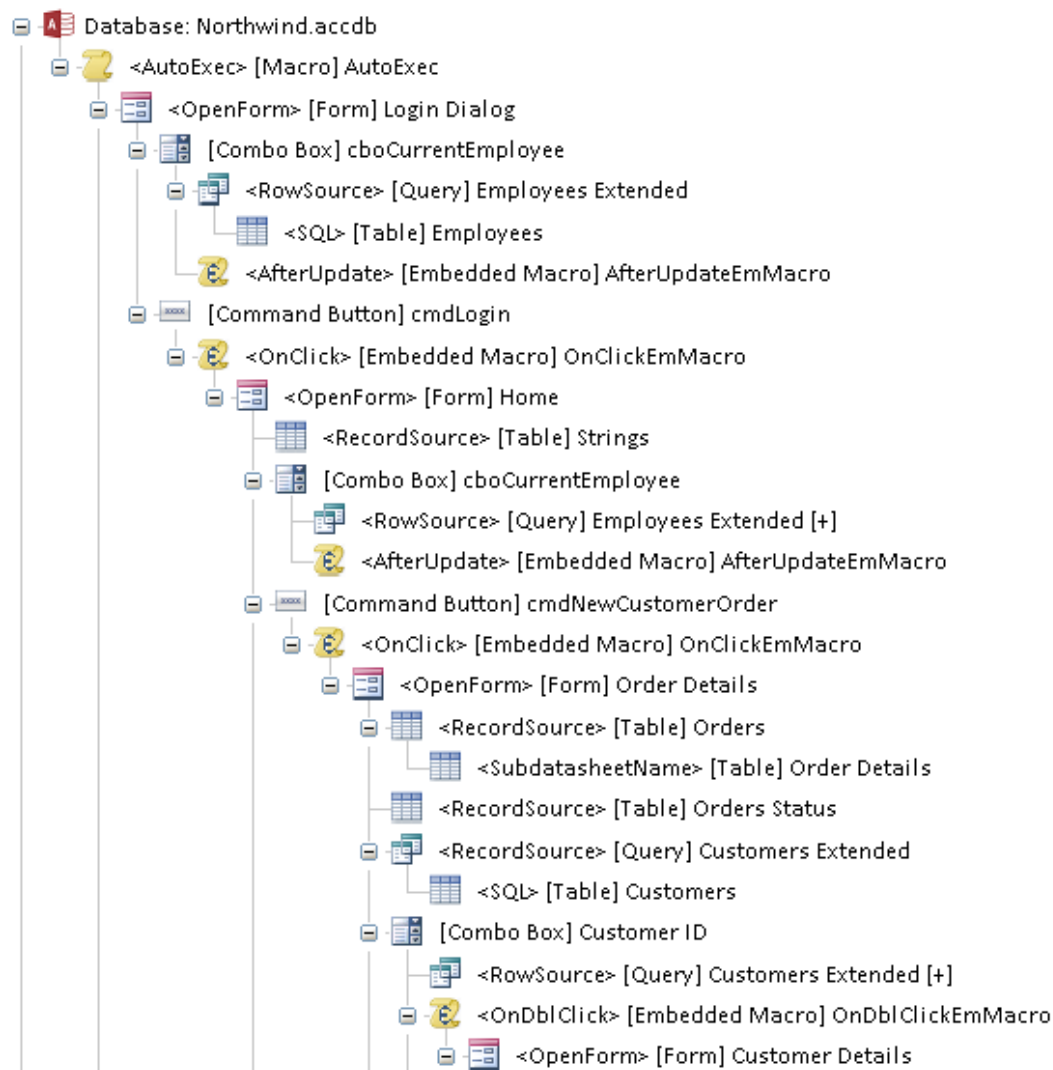 Database: Northwind.accdb
<AutoExec> [Macro] AutoExec
<OpenForm> [Form] Login Dialog
[Combo Box] cboCurrentEmployee
<RowSource> [Query] Employees Extended
<SQL> [Table] Employees
<AfterUpdate> [Embedded Macro] AfterUpdateEmMacro
[Command Button] cmdLogin
<OnClick> [Embedded Macro] OnClickEmMacro
<OpenForm> [Form] Home
<RecordSource> [Table] Strings
[Combo Box] cboCurrentEmployee
<RowSource> [Query] Employees Extended [+]
<AfterUpdate> [Embedded Macro] AfterUpdateEmMacro
[Command Button] cmdNewCustomerOrder
<OnClick> [Embedded Macro] OnClickEmMacro
<OpenForm> [Form] Order Details
<RecordSource> [Table] Orders
<SubdatasheetName> [Table] Order Details
<RecordSource> [Table] Orders Status
<RecordSource> [Query] Customers Extended
<SQL> [Table] Customers
[Combo Box] Customer ID
<RowSource> [Query] Customers Extended [+]
<OnDblClick> [Embedded Macro] OnDblClickEmMacro
<OpenForm> [Form] Customer Details